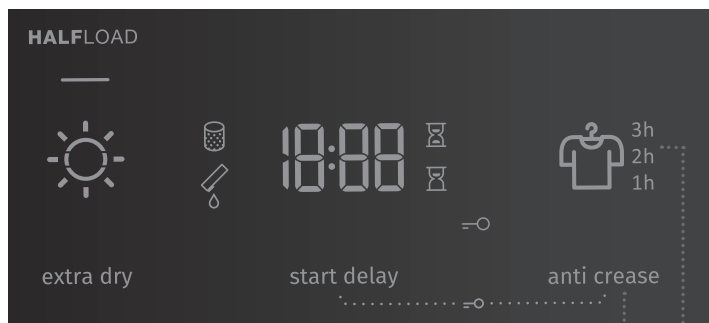 HALFLOAD
18:88
3h
2h
1h
extra dry
start delay
anti crease